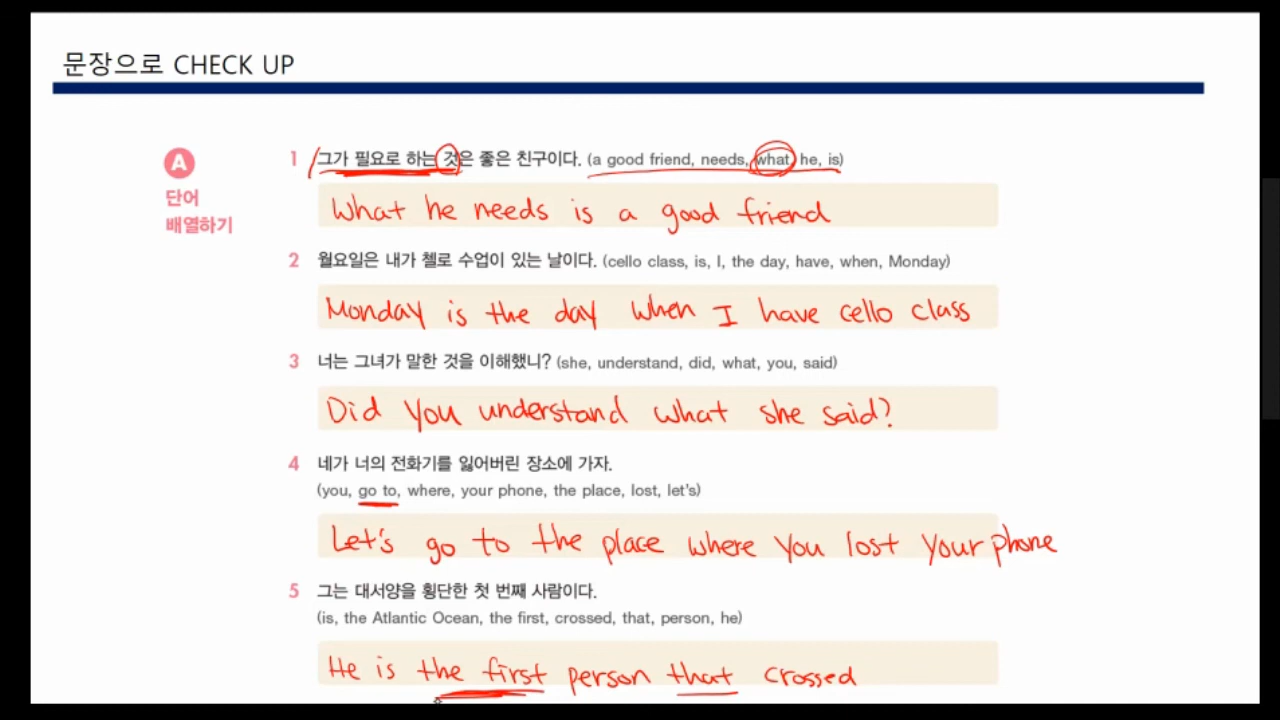 문장으로 CHECK UP
A
단어
배열하기
1 그가 필요로 하는 것은 좋은 친구이다. (a good friend, needs, what, he, is)
What he needs is a good friend
2 월요일은 내가 첼로 수업이 있는 날이다. (cello class, is, I, the day, have, when, Monday)
Monday is the day when I have cello class
3 너는 그녀가 말한 것을 이해했니? (she, understand, did, what, you, said)
Did you understand what she said?
4 네가 너의 전화기를 잃어버린 장소에 가자.
(you, go to, where, your phone, the place, lost, let's)
Let's go to the place where you lost your phone
5 그는 대서양을 횡단한 첫 번째 사람이다.
(is, the Atlantic Ocean, the first, crossed, that, person, he)
He is the first person that crossed